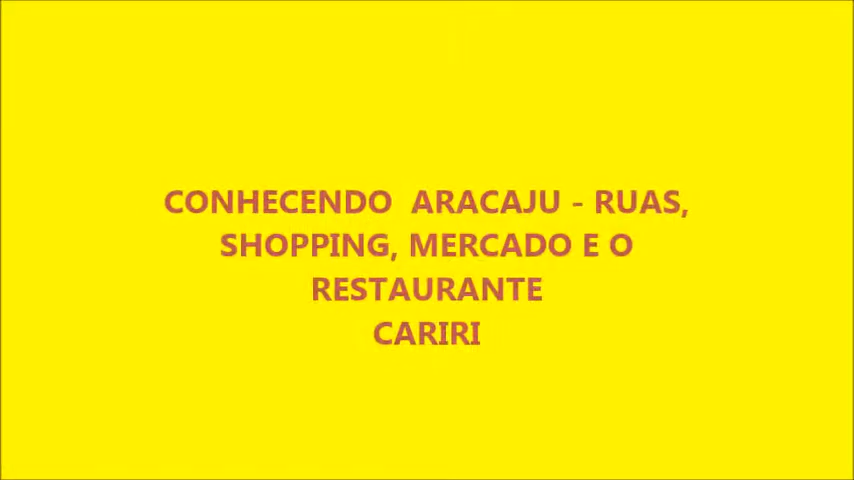 CONHECENDO  ARACAJU - RUAS,
SHOPPING, MERCADO E O
RESTAURANTE
CARIRI